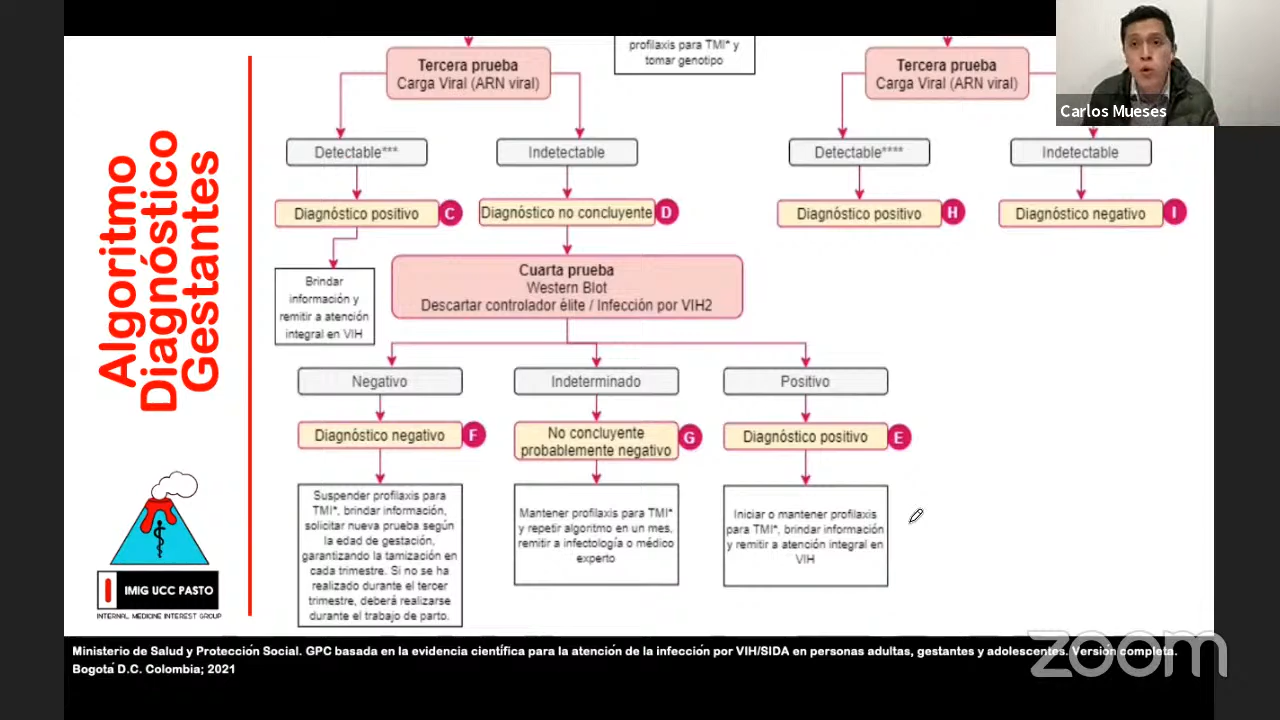 Algoritmo
Diagnóstico
Gestantes
profilaxis para TMI* y
tomar genotipo
Tercera prueba
Carga Viral (ARN viral)
Tercera prueba
Carga Viral (ARN viral)
Carlos Mueses
Detectable***
Indetectable
Detectable****
Indetectable
Diagnóstico positivo
C
Diagnóstico no concluyente
D
Diagnóstico positivo
H
Diagnóstico negativo
I
Brindar
información y
remitir a atención
integral en VIH
Cuarta prueba
Western Blot
Descartar controlador élite / Infección por VIH2
Negativo
Indeterminado
Positivo
Diagnóstico negativo
F
No concluyente
probablemente negativo
G
Diagnóstico positivo
E
Suspender profilaxis para
TMI*, brindar información,
solicitar nueva prueba según
la edad de gestación,
garantizando la tamización en
cada trimestre. Si no se ha
realizado durante el tercer
trimestre, deberá realizarse
durante el trabajo de parto.
Mantener profilaxis para TMI*
y repetir algoritmo en un mes,
remitir a infectología o médico
experto
Iniciar o mantener profilaxis
para TMI*, brindar información
y remitir a atención integral en
VIH
IMIG UCC PASTO
INTERNAL MEDICINE INTEREST GROUP
Ministerio de Salud y Protección Social. GPC basada en la evidencia científica para la atención de la infección por VIH/SIDA en personas adultas, gestantes y adolescentes. Versión completa.
Bogotá D.C. Colombia; 2021
zoom